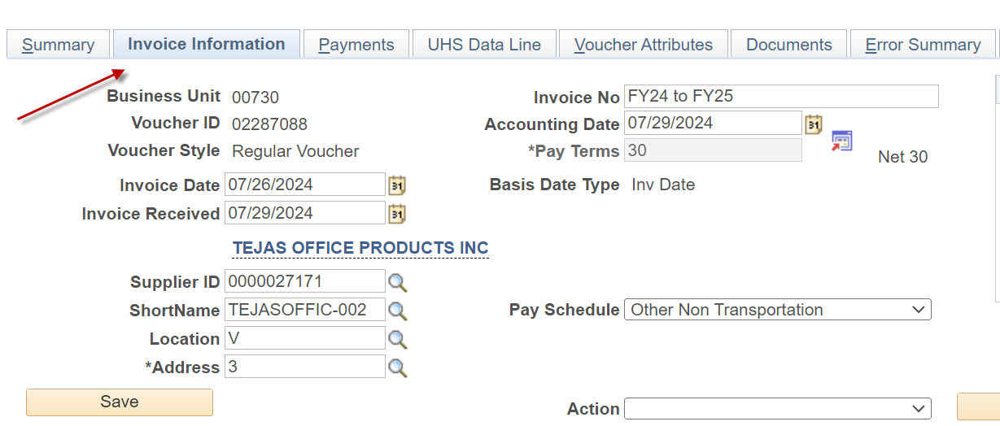 Summary Invoice Information Payments UHS Data Line Voucher Attributes Documents Error Summary
Business Unit 00730 Invoice No FY24 to FY25
Voucher ID 02287088 Accounting Date 07/29/2024 31
Voucher Style Regular Voucher *Pay Terms 30 Net 30
Invoice Date 07/26/2024 31 Basis Date Type Inv Date
Invoice Received 07/29/2024 31
TEJAS OFFICE PRODUCTS INC
Supplier ID 0000027171
ShortName TEJASOFFIC-002 Pay Schedule Other Non Transportation
Location V
*Address 3
Save Action